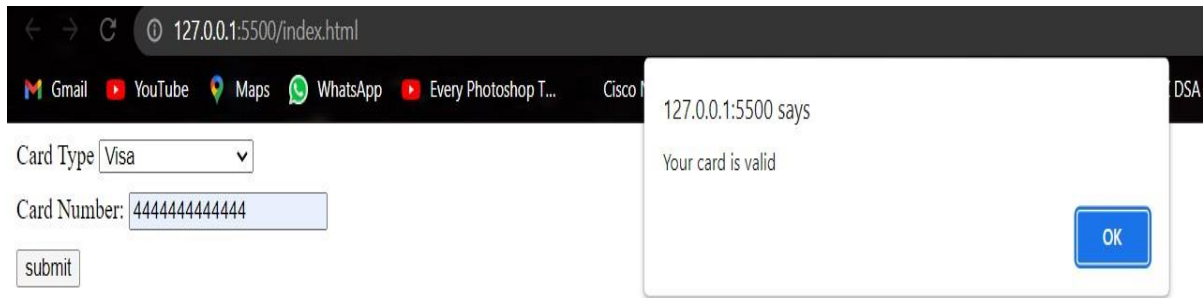 127.0.0.1:5500/index.html
Gmail YouTube Maps WhatsApp Every Photoshop T... Cisco DSA
127.0.0.1:5500 says
Your card is valid
OK
Card Type Visa
Card Number: 4444444444444
submit